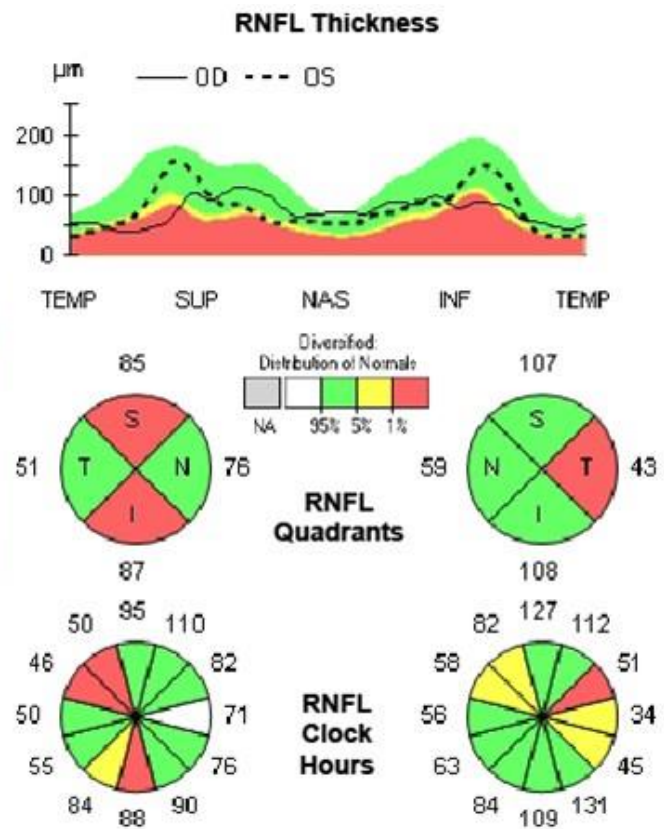 RNFL Thickness
µm
OD OS
200
100
0
TEMP SUP NAS INF TEMP
Diversified:
Distribution of Normals
NA 95% 5% 1%
85
S
51 T N 76
I
87
107
S
59 N T 43
I
108
RNFL
Quadrants
95
50 110
46 82
50 71
55 76
84 90
88
RNFL
Clock
Hours
127
82 112
58 51
56 34
63 45
84 131
109